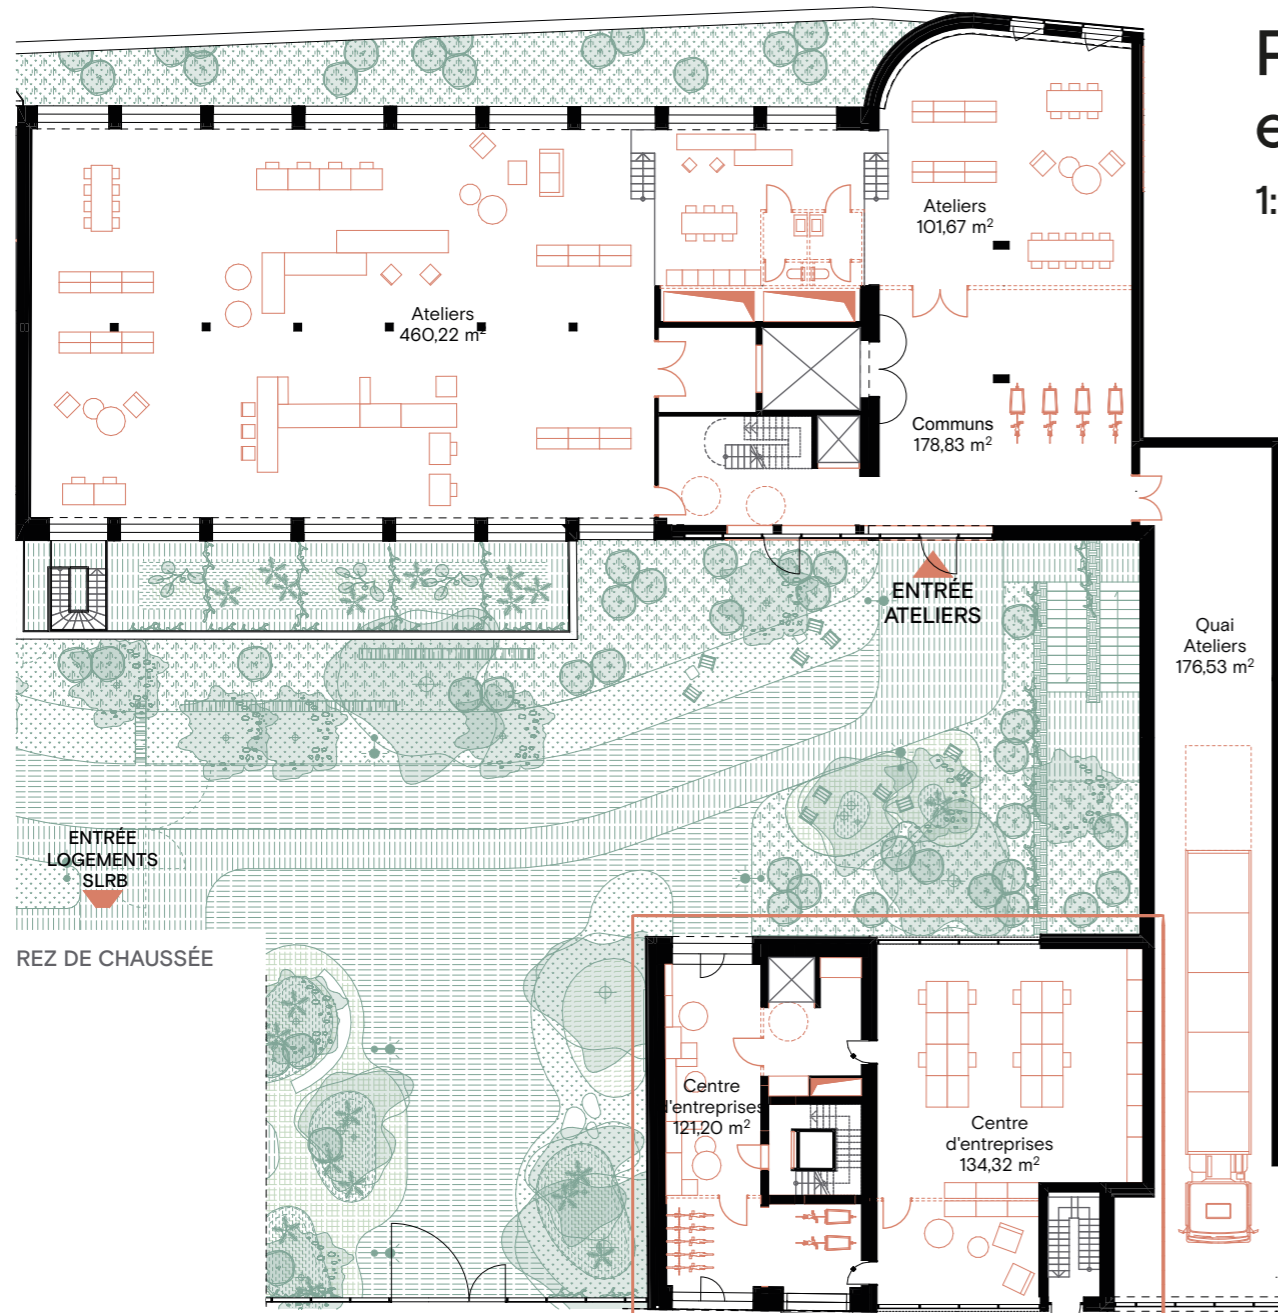 P
e
1:
Ateliers
101,67 m²
Ateliers
460,22 m²
Communs
178,83 m²
ENTRÉE
ATELIERS
Quai
Ateliers
176,53 m²
ENTRÉE
LOGEMENTS
SLRB
REZ DE CHAUSSÉE
Centre
d'entreprises
121,20 m²
Centre
d'entreprises
134,32 m²